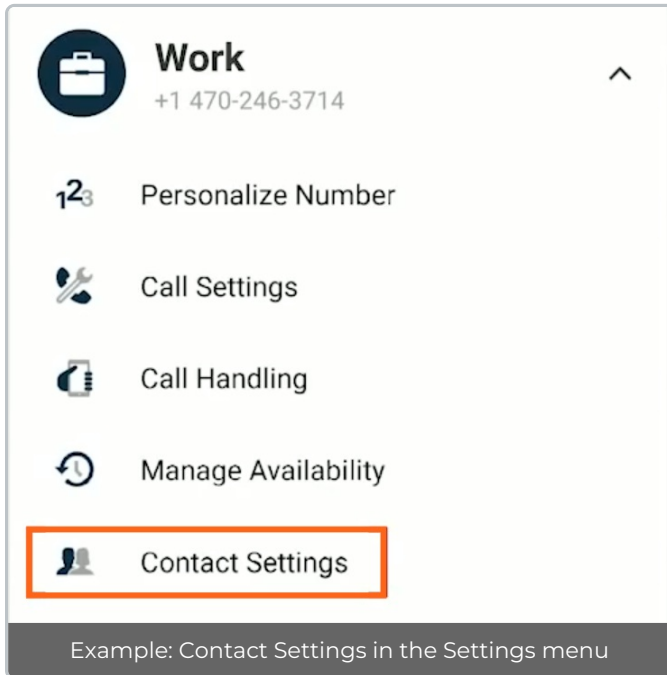 Work
+1 470-246-3714
123 Personalize Number
Call Settings
Call Handling
Manage Availability
Contact Settings
Example: Contact Settings in the Settings menu